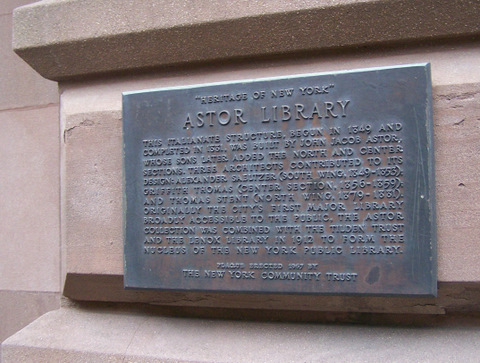 "HERITAGE OF NEW YORK"
ASTOR LIBRARY
THIS ITALIANATE STRUCTURE, BEGUN IN 1849 AND
COMPLETED IN 1853, WAS BUILT BY JOHN JACOB ASTOR,
WHOSE SONS LATER ADDED THE NORTH AND CENTER
SECTIONS. THREE ARCHITECTS CONTRIBUTED TO ITS
DESIGN: ALEXANDER SAELTZER (SOUTH WING, 1849-1853),
GRIFFITH THOMAS (CENTER SECTION, 1856-1859),
AND THOMAS STENT (NORTH WING, 1879-1881).
ORIGINALLY THE CITY'S FIRST MAJOR LIBRARY
BROADLY ACCESSIBLE TO THE PUBLIC, THE ASTOR
COLLECTION WAS COMBINED WITH THE TILDEN TRUST
AND THE LENOX LIBRARY IN 1912 TO FORM THE
NUCLEUS OF THE NEW YORK PUBLIC LIBRARY.
PLAQUE ERECTED 1967 BY
THE NEW YORK COMMUNITY TRUST